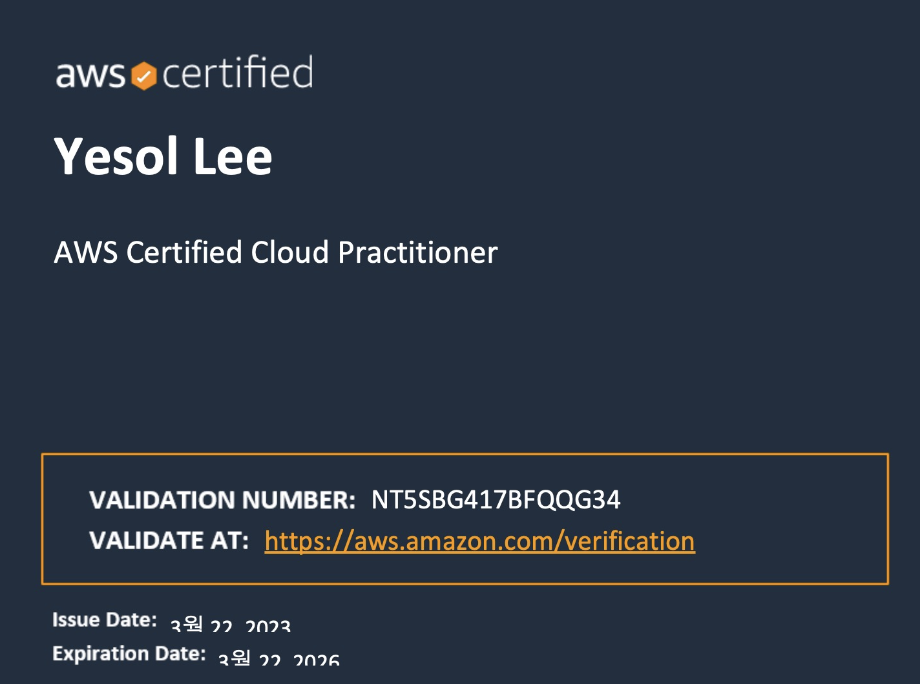 aws certified
Yesol Lee
AWS Certified Cloud Practitioner
VALIDATION NUMBER: NT5SBG417BFQQG34
VALIDATE AT: https://aws.amazon.com/verification
Issue Date: 3월 22, 2023
Expiration Date: 3월 22, 2026